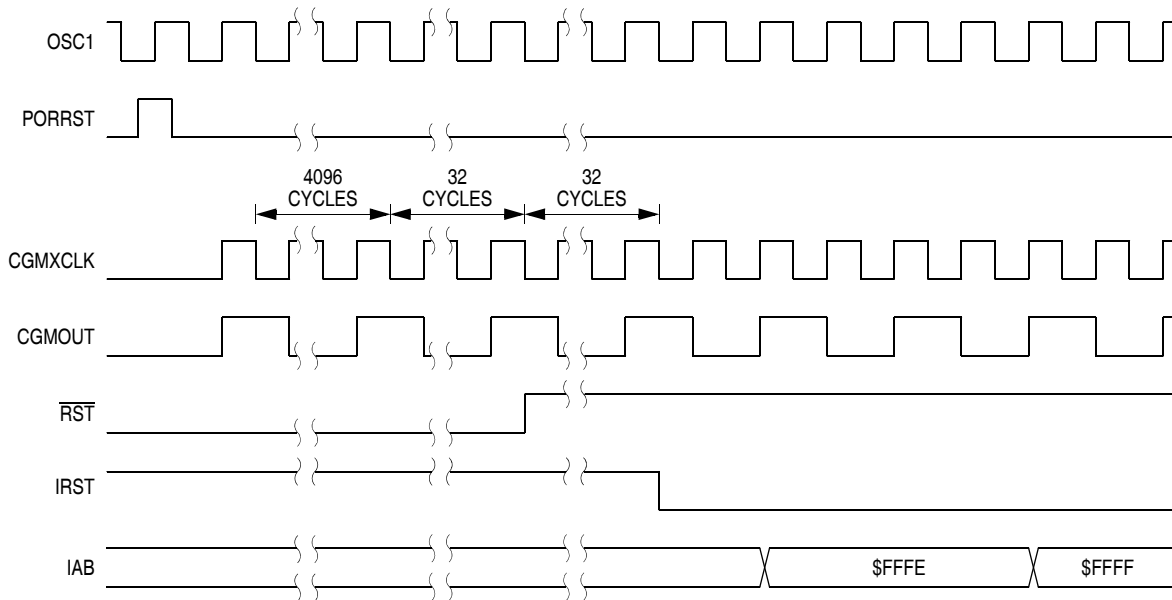 OSC1
PORRST
4096
CYCLES
32
CYCLES
32
CYCLES
CGMXCLK
CGMOUT
RST
IRST
IAB
$FFFE
$FFFF